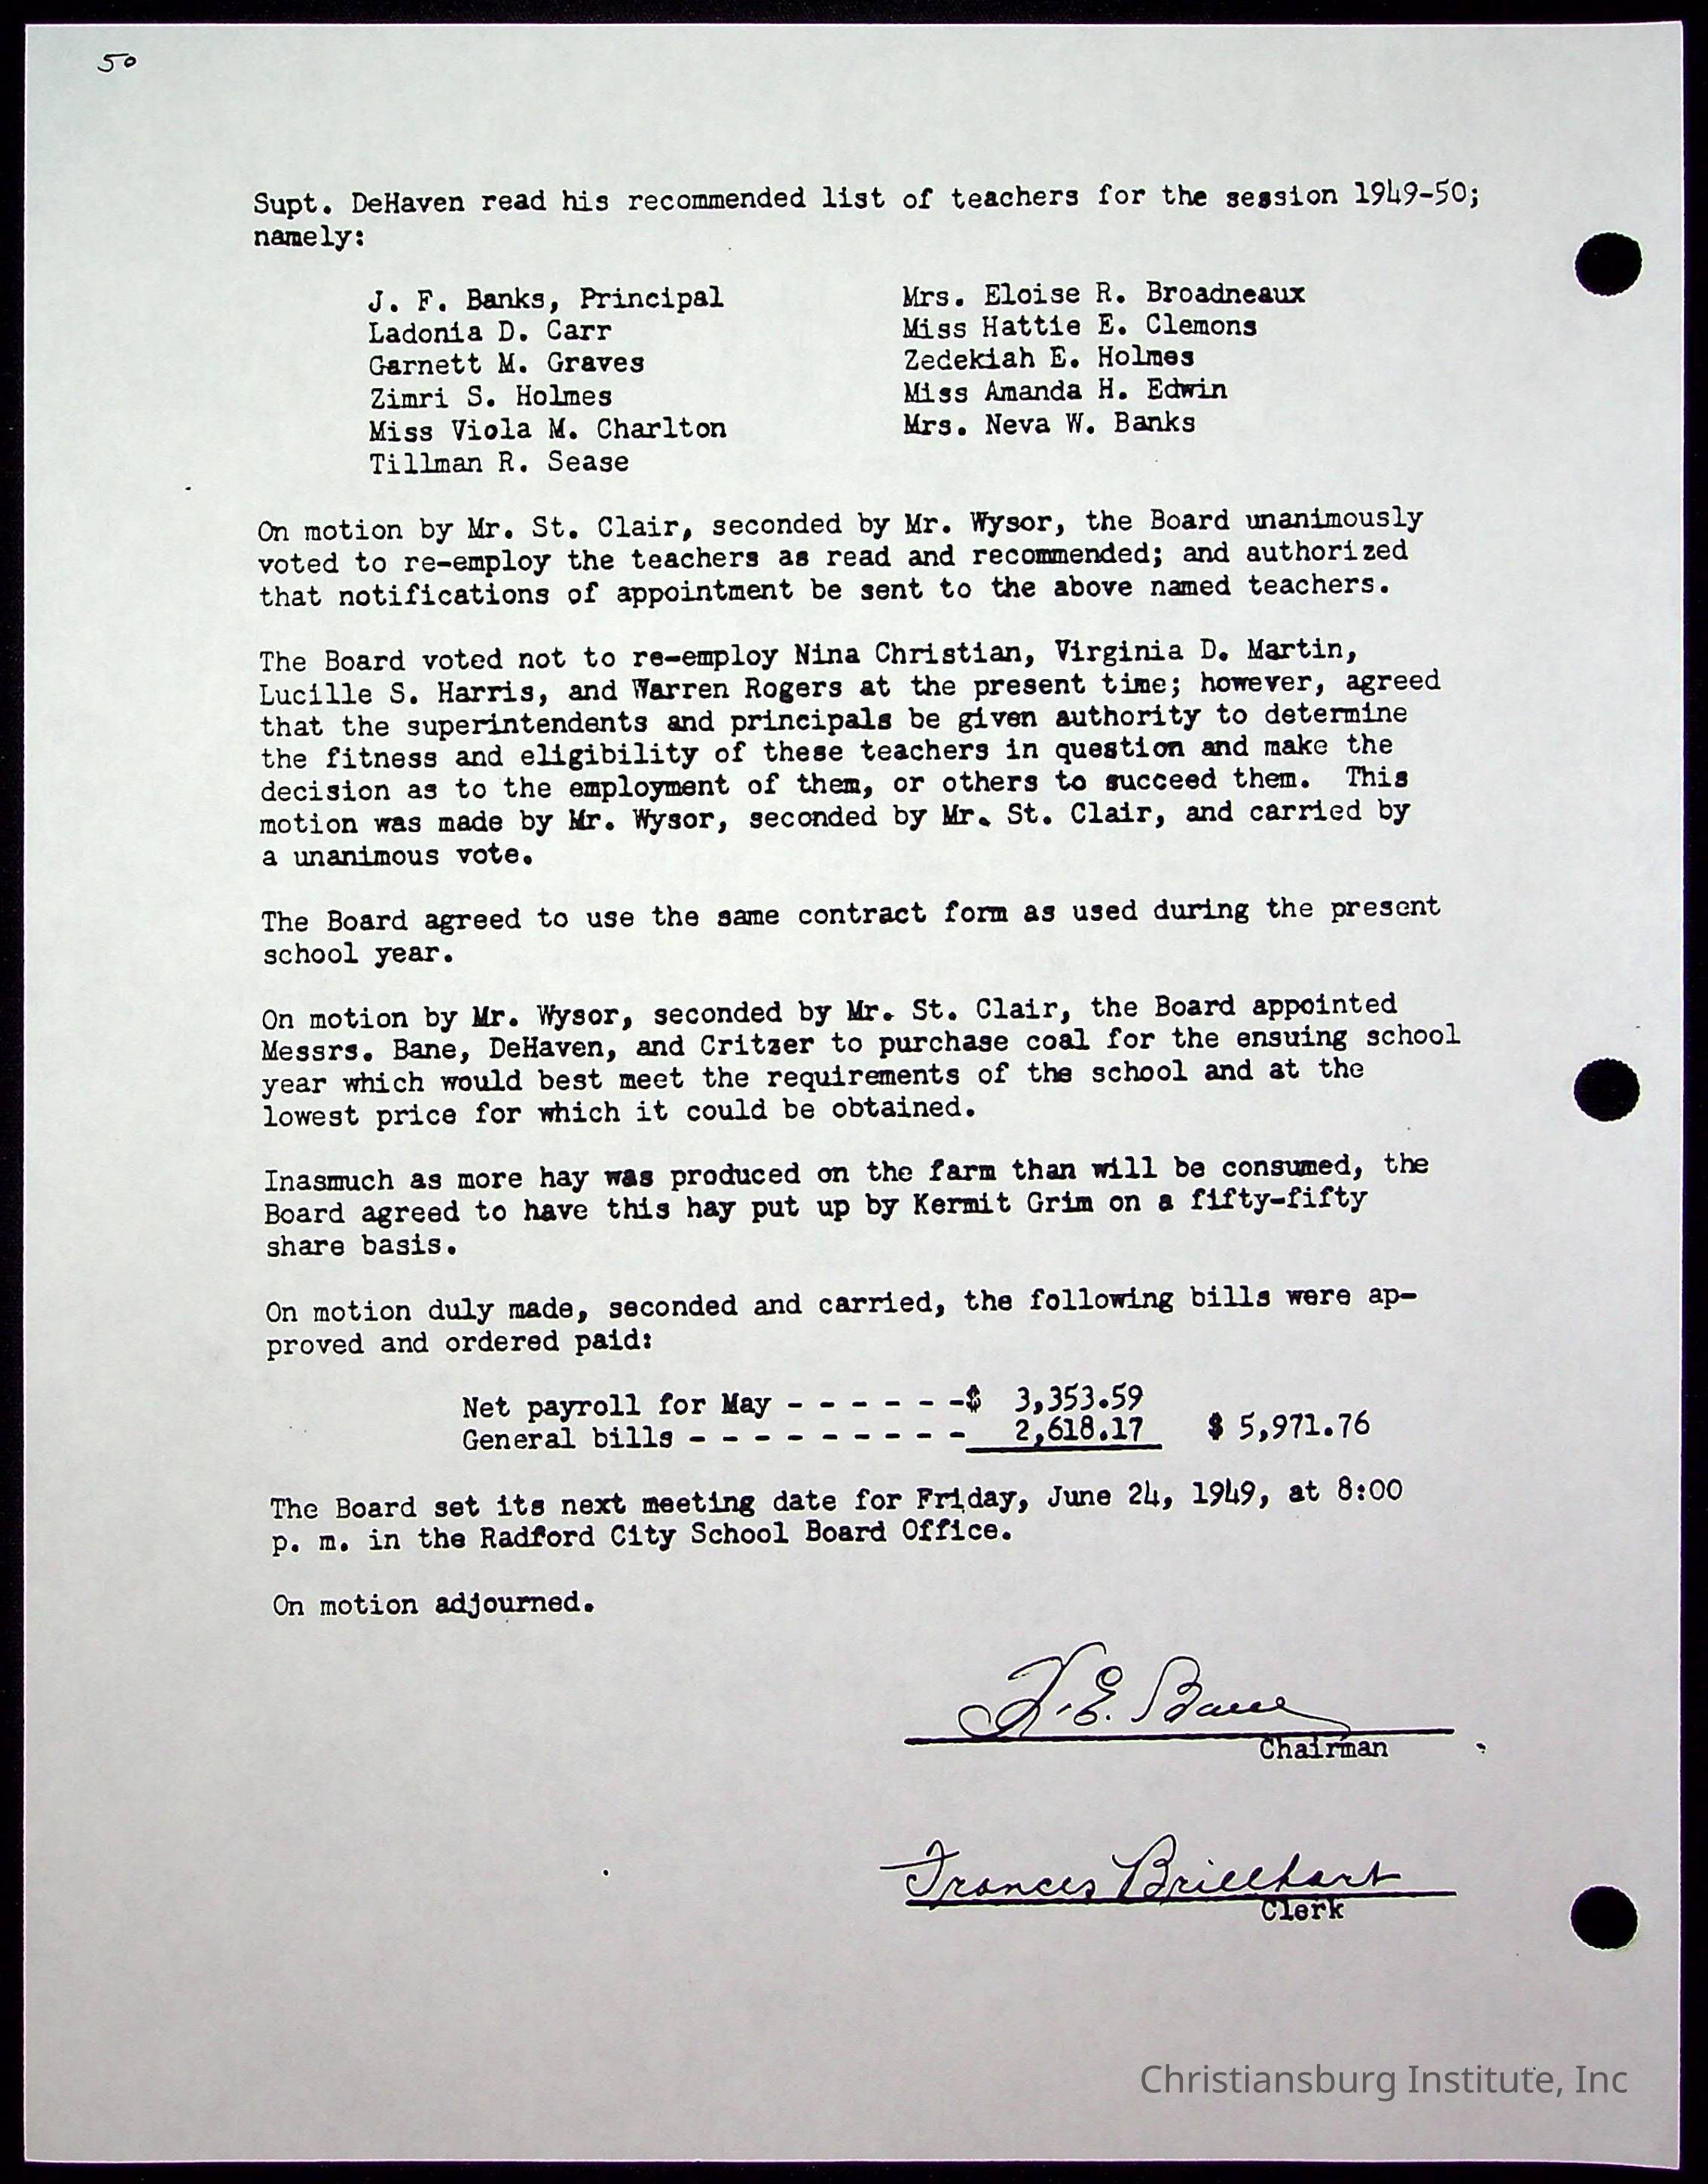 50
Supt. DeHaven read his recommended list of teachers for the session 1949-50;
namely:
J. F. Banks, Principal
Ladonia D. Carr
Garnett M. Graves
Zimri S. Holmes
Miss Viola M. Charlton
Tillman R. Sease
Mrs. Eloise R. Broadneaux
Miss Hattie E. Clemons
Zedekiah E. Holmes
Miss Amanda H. Edwin
Mrs. Neva W. Banks
On motion by Mr. St. Clair, seconded by Mr. Wysor, the Board unanimously
voted to re-employ the teachers as read and recommended; and authorized
that notifications of appointment be sent to the above named teachers.
The Board voted not to re-employ Nina Christian, Virginia D. Martin,
Lucille S. Harris, and Warren Rogers at the present time; however, agreed
that the superintendents and principals be given authority to determine
the fitness and eligibility of these teachers in question and make the
decision as to the employment of them, or others to succeed them. This
motion was made by Mr. Wysor, seconded by Mr. St. Clair, and carried by
a unanimous vote.
The Board agreed to use the same contract form as used during the present
school year.
On motion by Mr. Wysor, seconded by Mr. St. Clair, the Board appointed
Messrs. Bane, DeHaven, and Critzer to purchase coal for the ensuing school
year which would best meet the requirements of the school and at the
lowest price for which it could be obtained.
Inasmuch as more hay was produced on the farm than will be consumed, the
Board agreed to have this hay put up by Kermit Grim on a fifty-fifty
share basis.
On motion duly made, seconded and carried, the following bills were ap-
proved and ordered paid:
Net payroll for May - - - - - -$ 3,353.59
General bills - - - - - - - - - 2,618.17 $ 5,971.76
The Board set its next meeting date for Friday, June 24, 1949, at 8:00
p. m. in the Radford City School Board Office.
On motion adjourned.
E. Bane
Chairman
Frances Brillhart
Clerk
Christiansburg Institute, Inc